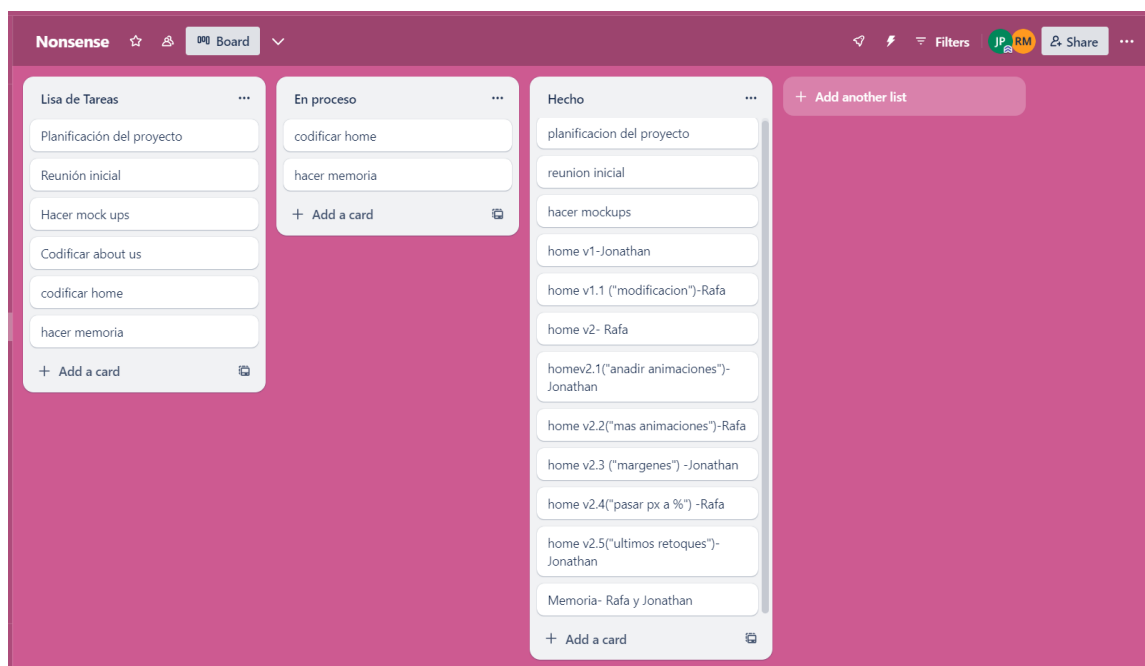 Nonsense
Board
Filters
JP
RM
Share
Lisa de Tareas
Planificación del proyecto
Reunión inicial
Hacer mock ups
Codificar about us
codificar home
hacer memoria
+ Add a card
En proceso
codificar home
hacer memoria
+ Add a card
Hecho
planificacion del proyecto
reunion inicial
hacer mockups
home v1-Jonathan
home v1.1 ("modificacion")-Rafa
home v2- Rafa
homev2.1("anadir animaciones")-
Jonathan
home v2.2("mas animaciones")-Rafa
home v2.3 ("margenes") -Jonathan
home v2.4("pasar px a %") -Rafa
home v2.5("ultimos retoques")-
Jonathan
Memoria- Rafa y Jonathan
+ Add a card
+ Add another list